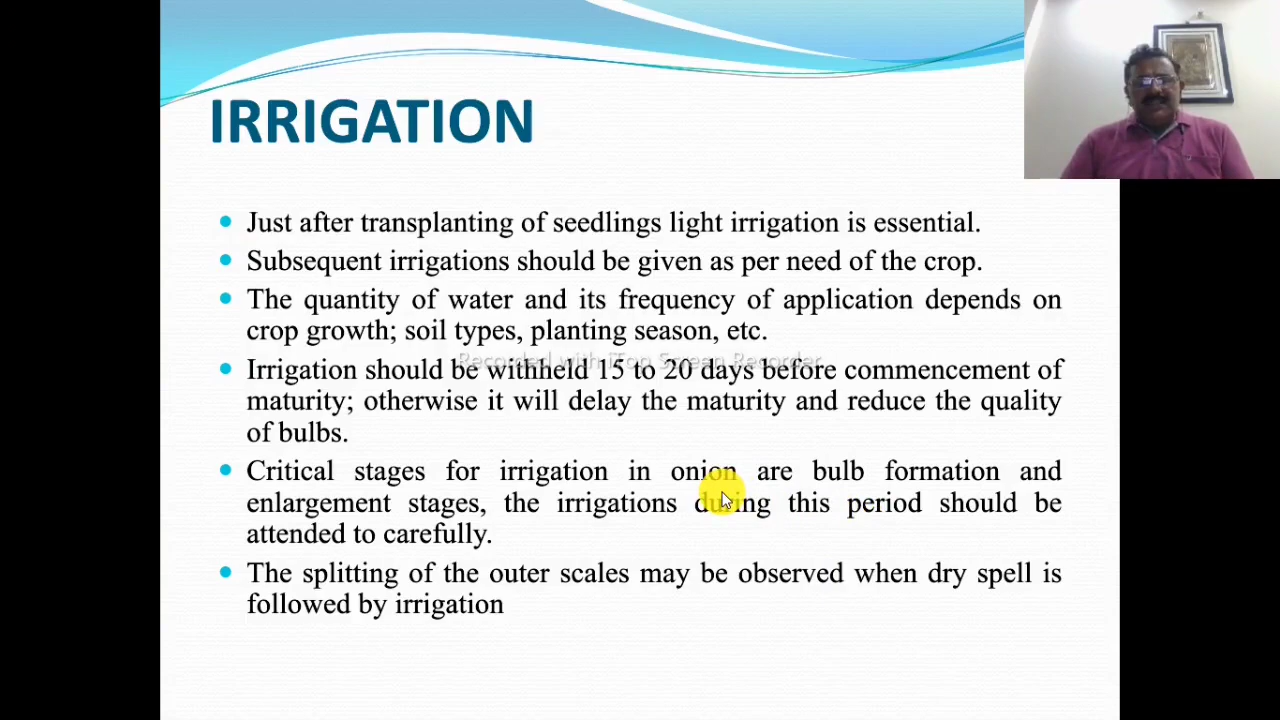 IRRIGATION
Just after transplanting of seedlings light irrigation is essential.
Subsequent irrigations should be given as per need of the crop.
The quantity of water and its frequency of application depends on
crop growth; soil types, planting season, etc.
Recorded with iTop Screen Recorder
Irrigation should be withheld 15 to 20 days before commencement of
maturity; otherwise it will delay the maturity and reduce the quality
of bulbs.
Critical stages for irrigation in onion are bulb formation and
enlargement stages, the irrigations during this period should be
attended to carefully.
The splitting of the outer scales may be observed when dry spell is
followed by irrigation